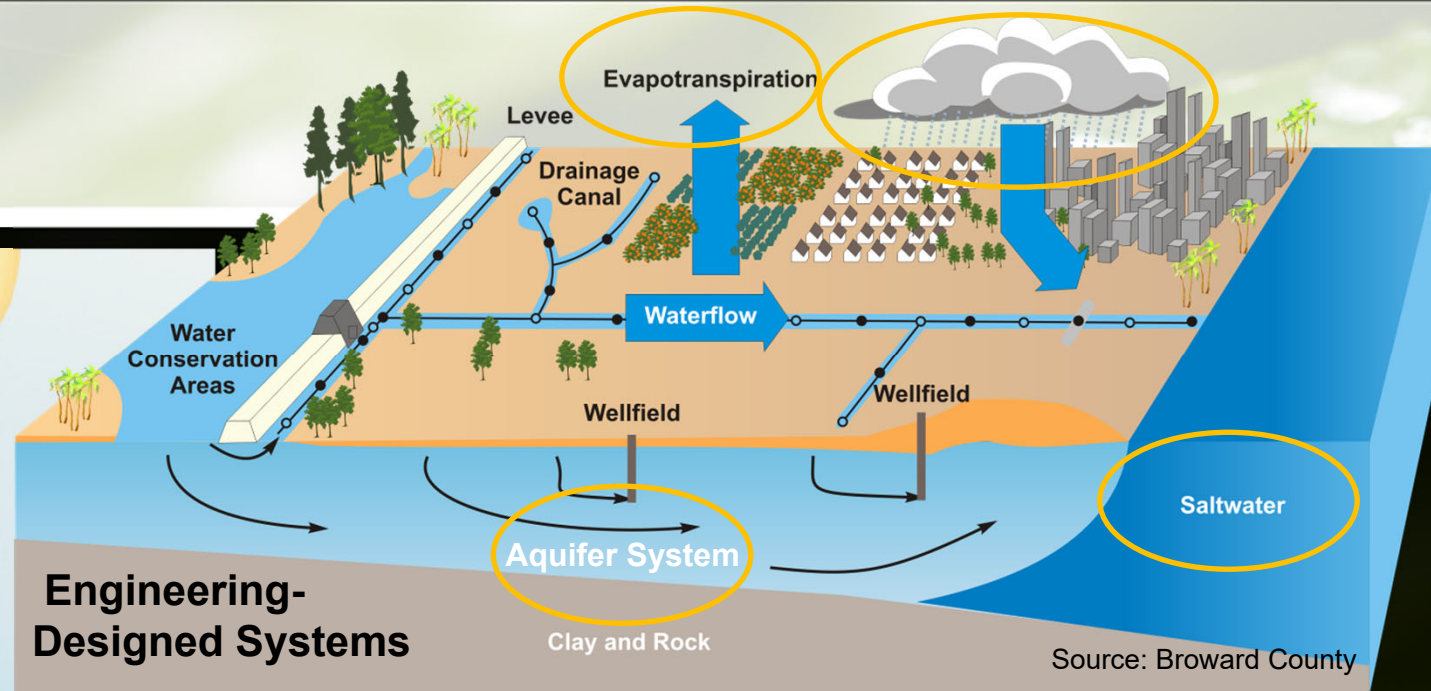 Evapotranspiration
Levee
Drainage
Canal
Waterflow
Water
Conservation
Areas
Wellfield
Wellfield
Saltwater
Aquifer System
Engineering-
Designed Systems
Clay and Rock
Source: Broward County